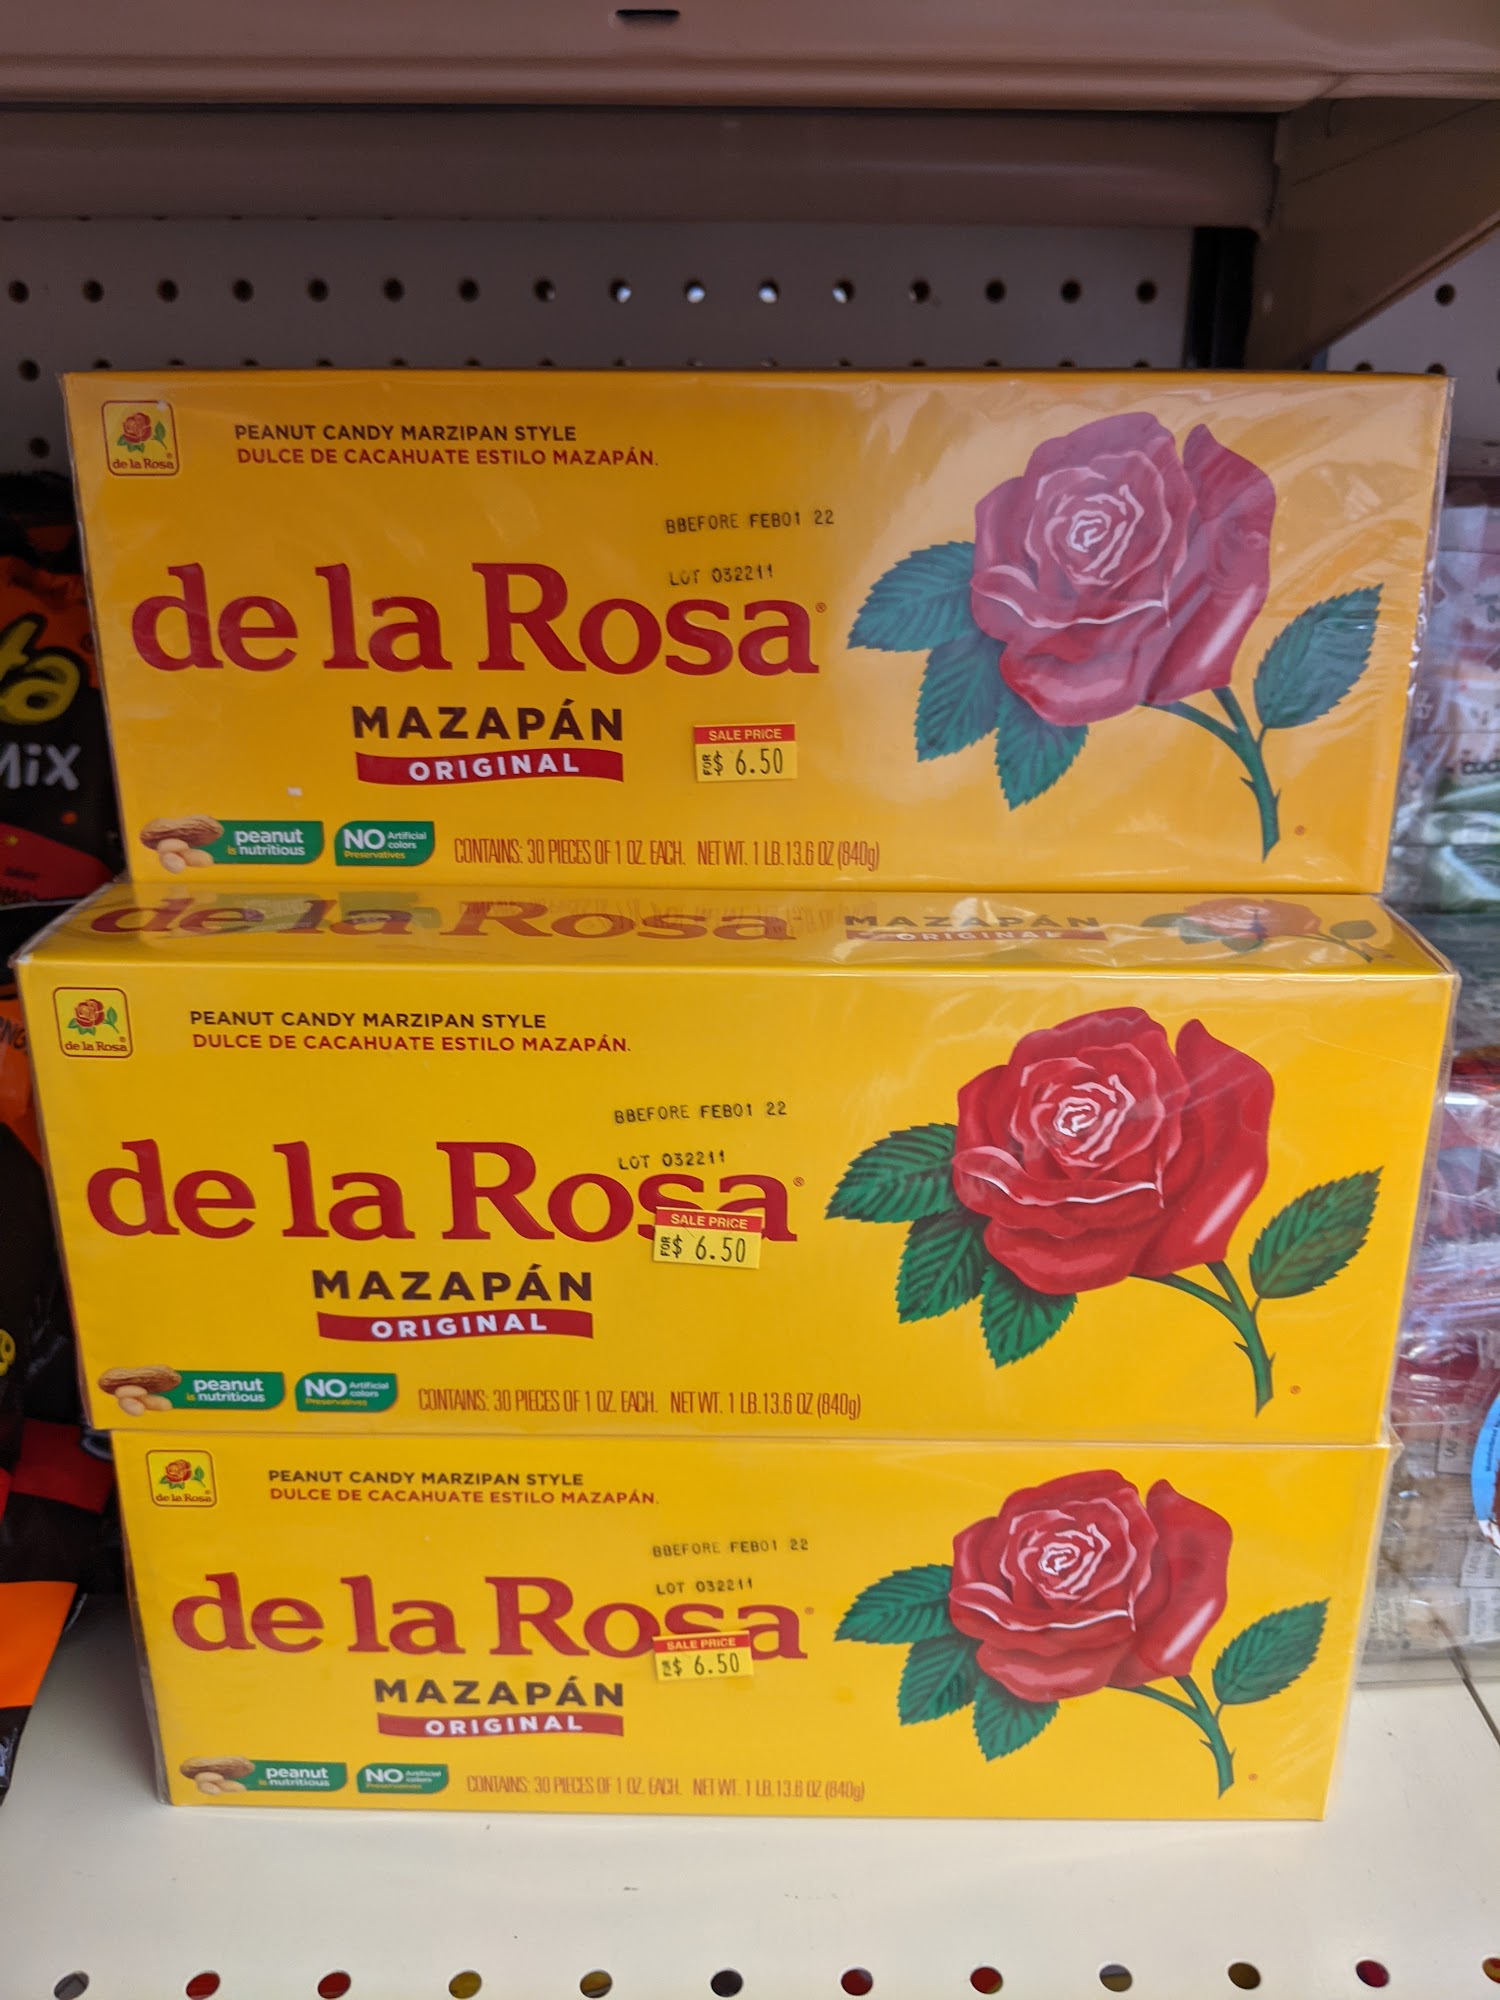 de la Rosa
PEANUT CANDY MARZIPAN STYLE
DULCE DE CACAHUATE ESTILO MAZAPÁN.
BBEFORE FEB01 22
LOT 032211
de la Rosa®
MAZAPÁN
ORIGINAL
SALE PRICE
FOR $ 6.50
peanut
is nutritious
NO Artificial
colors
Preservatives
CONTAINS: 30 PIECES OF 1 OZ. EACH. NET WT. 1 LB. 13.6 OZ (840g)
de la Rosa MAZAPÁN
ORIGINAL
de la Rosa
PEANUT CANDY MARZIPAN STYLE
DULCE DE CACAHUATE ESTILO MAZAPÁN.
BBEFORE FEB01 22
LOT 032211
de la Rosa®
SALE PRICE
FOR $ 6.50
MAZAPÁN
ORIGINAL
peanut
is nutritious
NO Artificial
colors
Preservatives
CONTAINS: 30 PIECES OF 1 OZ. EACH. NET WT. 1 LB. 13.6 OZ (840g)
de la Rosa
PEANUT CANDY MARZIPAN STYLE
DULCE DE CACAHUATE ESTILO MAZAPÁN.
BBEFORE FEB01 22
LOT 032211
de la Rosa
SALE PRICE
$ 6.50
MAZAPÁN
ORIGINAL
peanut
is nutritious
NO Artificial
colors
Preservatives
CONTAINS: 30 PIECES OF 1 OZ. EACH. NET WT. 1 LB. 13.6 OZ (840g)
ta
Mix